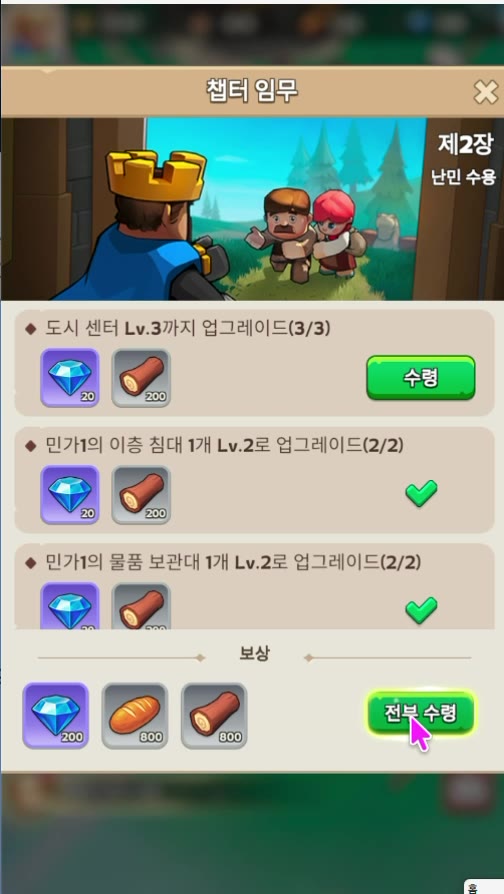 챕터 임무
제2장
난민 수용
도시 센터 Lv.3까지 업그레이드(3/3)
20
200
수령
민가1의 이층 침대 1개 Lv.2로 업그레이드(2/2)
20
200
민가1의 물품 보관대 1개 Lv.2로 업그레이드(2/2)
20
200
보상
200
800
800
전부 수령
홈